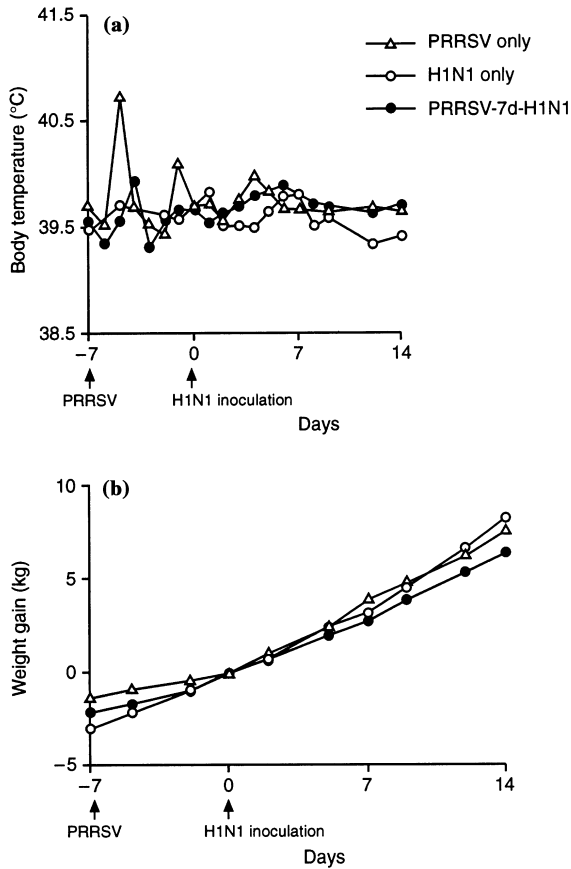 41.5
(a)
PRRSV only
H1N1 only
PRRSV-7d-H1N1
Body temperature (°C)
40.5
39.5
38.5
−7
0
7
14
PRRSV
H1N1 inoculation
Days
10
(b)
Weight gain (kg)
5
0
−5
−7
0
7
14
PRRSV
H1N1 inoculation
Days